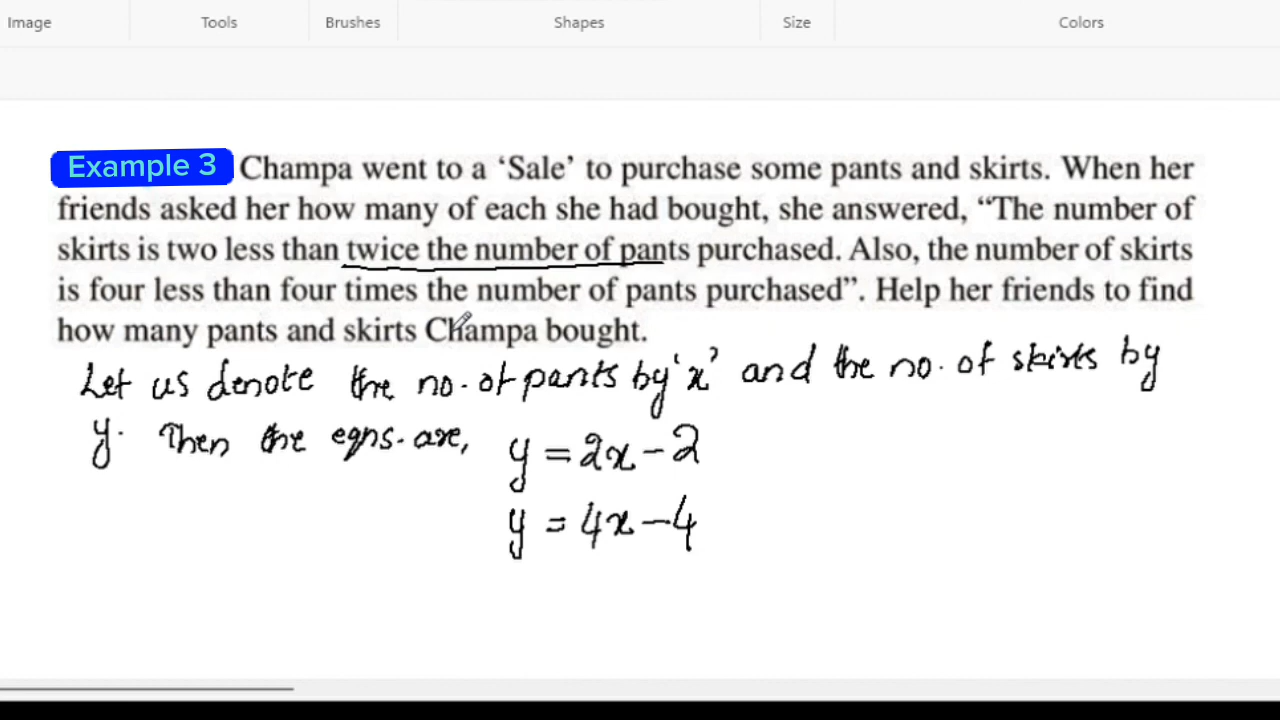 Image Tools Brushes Shapes Size Colors
Example 3 Champa went to a ‘Sale’ to purchase some pants and skirts. When her
friends asked her how many of each she had bought, she answered, “The number of
skirts is two less than twice the number of pants purchased. Also, the number of skirts
is four less than four times the number of pants purchased”. Help her friends to find
how many pants and skirts Champa bought.
Let us denote the no. of pants by ‘x’ and the no. of skirts by
y. Then the eqns. are, y = 2x - 2
y = 4x - 4